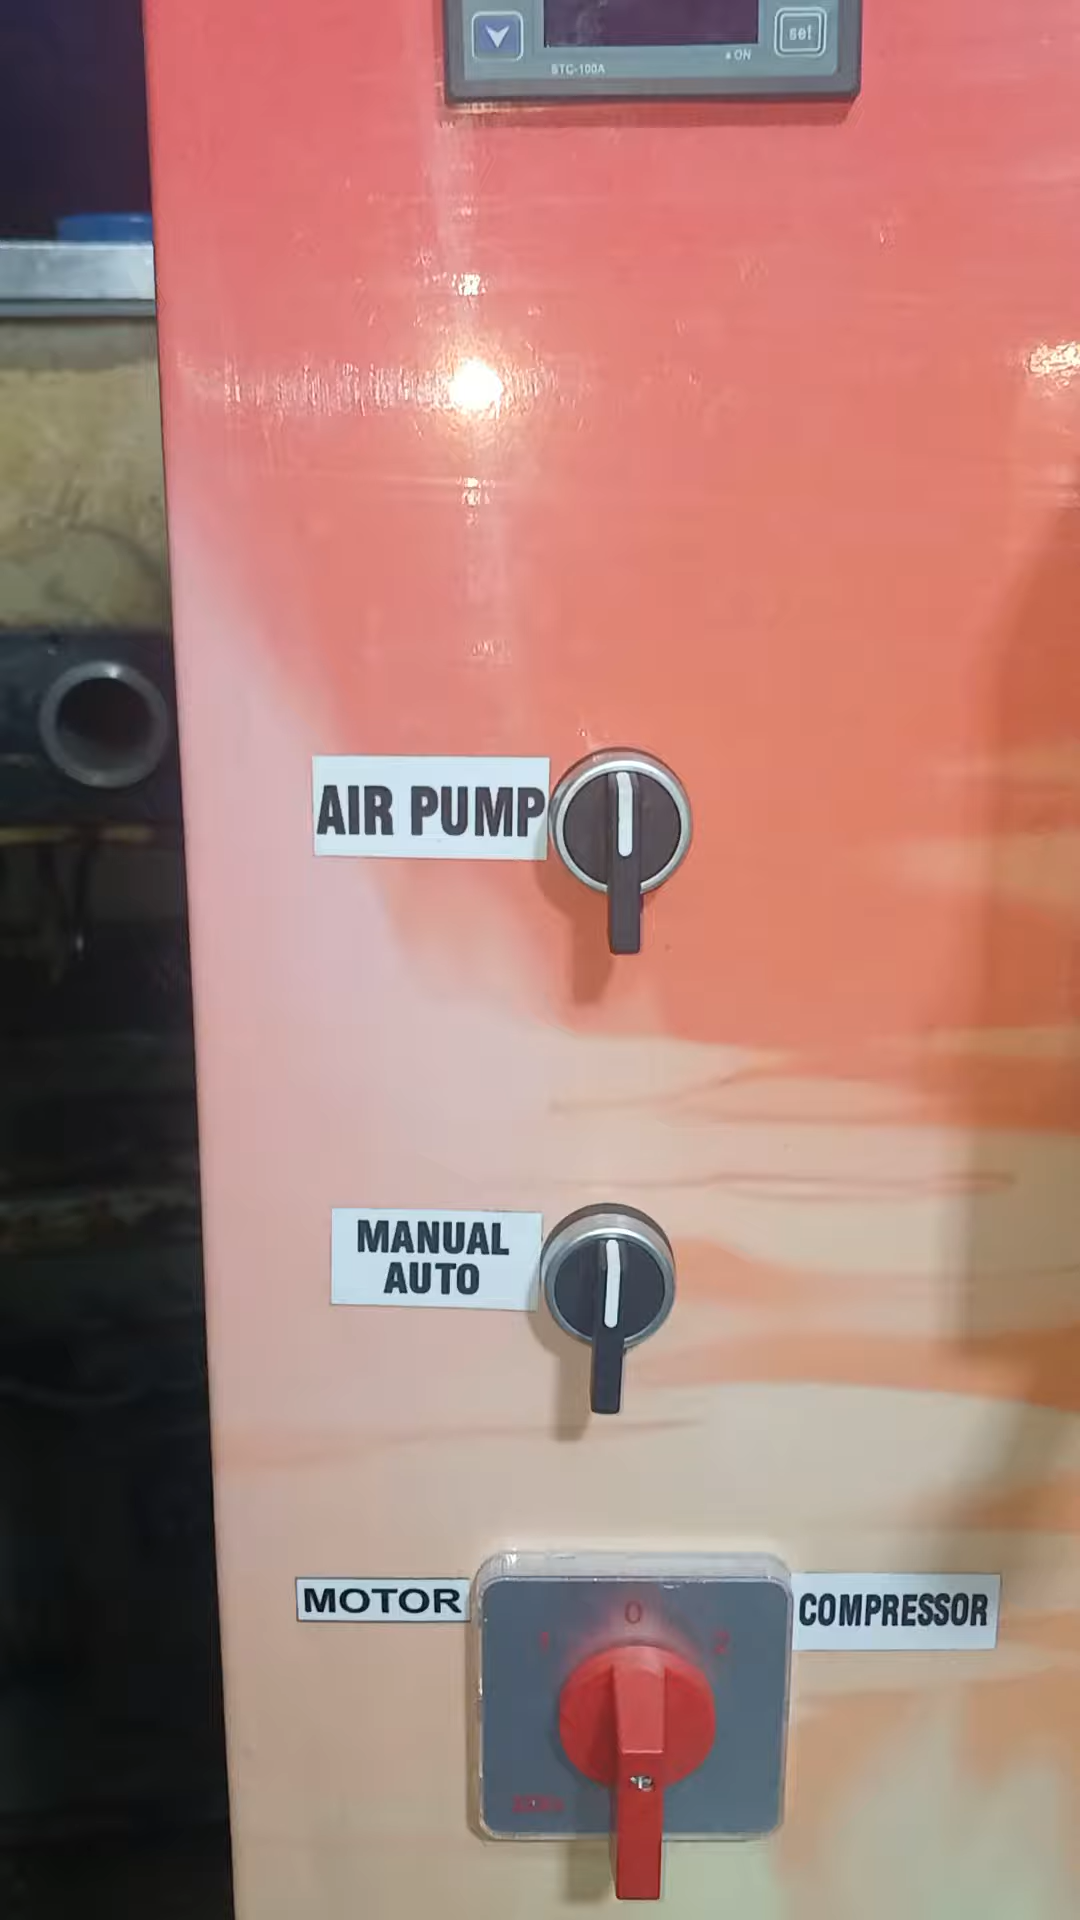 set
ON
STC-100A
AIR PUMP
MANUAL
AUTO
MOTOR
COMPRESSOR
0
1
2